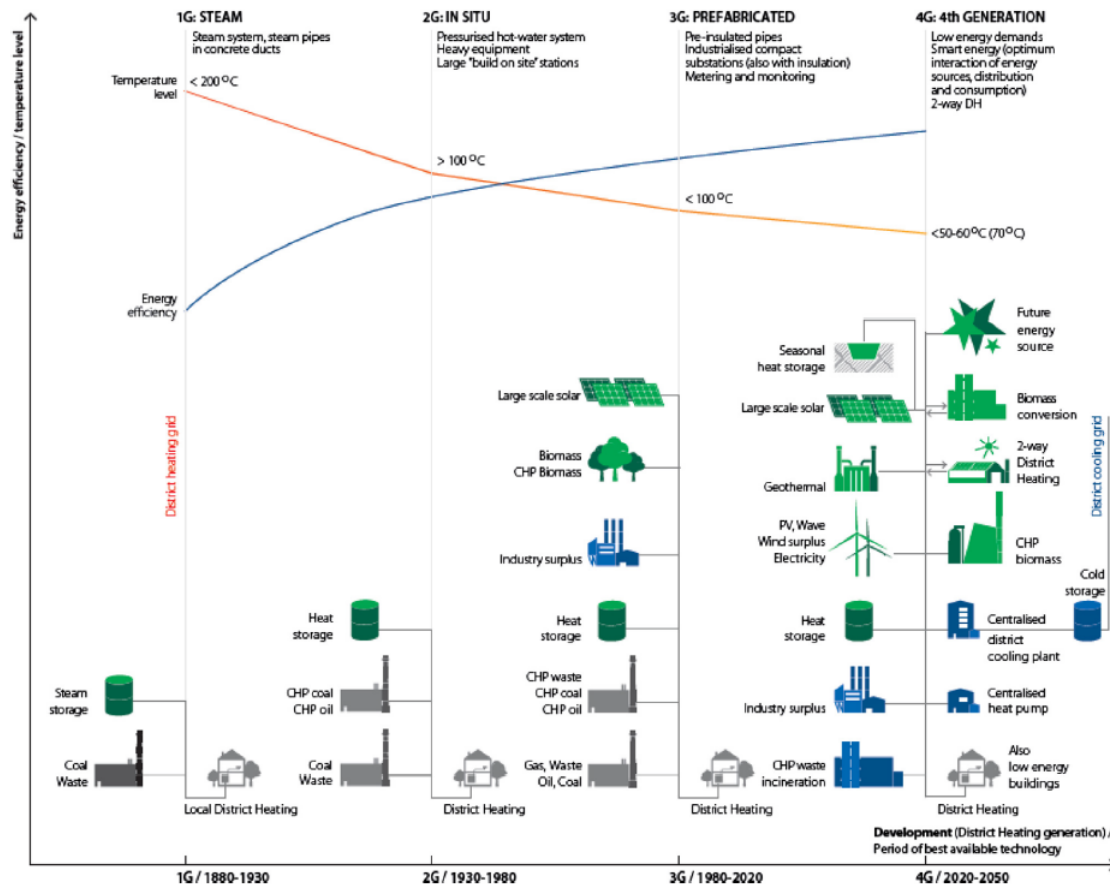 1G: STEAM
Steam system, steam pipes
in concrete ducts
2G: IN SITU
Pressurised hot-water system
Heavy equipment
Large "build on site" stations
3G: PREFABRICATED
Pre-insulated pipes
Industrialised compact
substations (also with insulation)
Metering and monitoring
4G: 4th GENERATION
Low energy demands
Smart energy (optimum
interaction of energy
sources, distribution
and consumption)
2-way DH
Energy efficiency / temperature level
Temperature
level
< 200 °C
> 100 °C
< 100 °C
<50-60°C (70°C)
Energy
efficiency
District heating grid
Steam
storage
Coal
Waste
Local District Heating
Heat
storage
CHP coal
CHP oil
Coal
Waste
District Heating
Large scale solar
Biomass
CHP Biomass
Industry surplus
Heat
storage
CHP waste
CHP coal
CHP oil
Gas, Waste
Oil, Coal
District Heating
Seasonal
heat storage
Large scale solar
Geothermal
PV, Wave
Wind surplus
Electricity
Heat
storage
Industry surplus
CHP waste
incineration
Future
energy
source
Biomass
conversion
2-way
District
Heating
CHP
biomass
Centralised
district
cooling plant
Centralised
heat pump
Also
low energy
buildings
District Heating
Cold
storage
District cooling grid
Development (District Heating generation) /
Period of best available technology
1G / 1880-1930
2G / 1930-1980
3G / 1980-2020
4G / 2020-2050